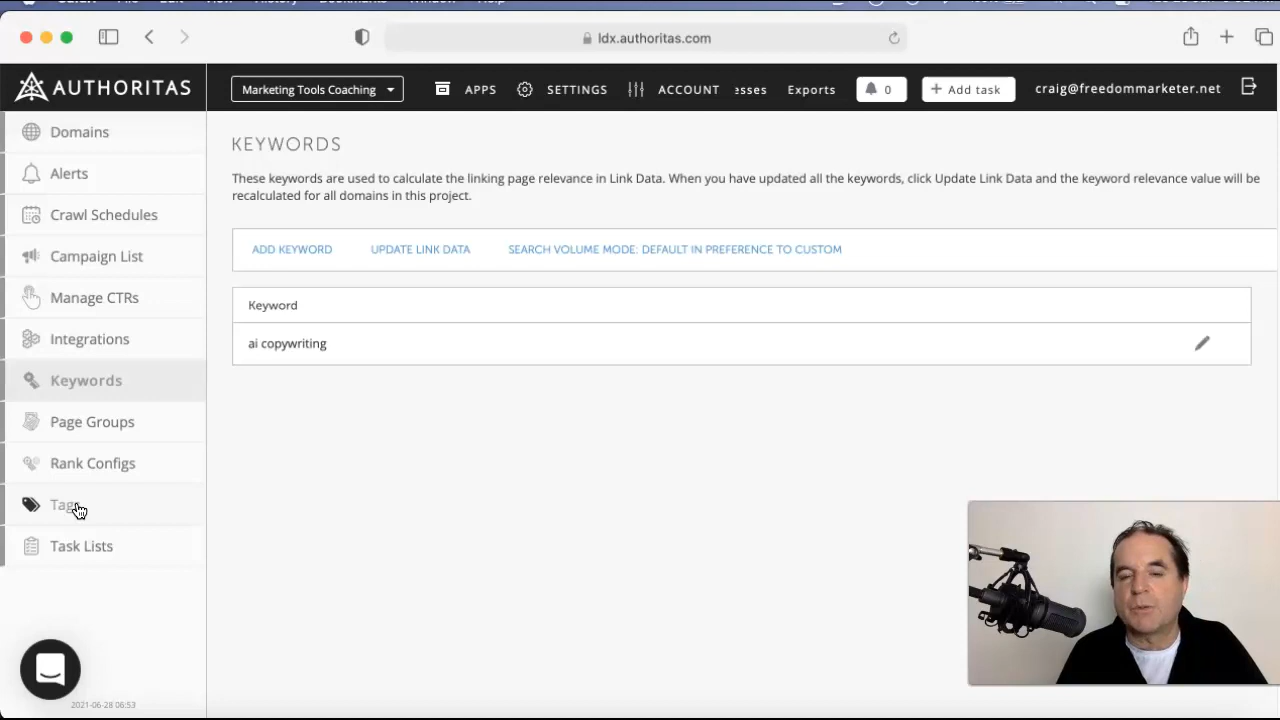 ldx.authoritas.com
AUTHORITAS
Marketing Tools Coaching
APPS
SETTINGS
ACCOUNT
esses
Exports
0
+ Add task
craig@freedommarketer.net
Domains
Alerts
Crawl Schedules
Campaign List
Manage CTRs
Integrations
Keywords
Page Groups
Rank Configs
Tags
Task Lists
2021-06-28 06:53
KEYWORDS
These keywords are used to calculate the linking page relevance in Link Data. When you have updated all the keywords, click Update Link Data and the keyword relevance value will be
recalculated for all domains in this project.
ADD KEYWORD
UPDATE LINK DATA
SEARCH VOLUME MODE: DEFAULT IN PREFERENCE TO CUSTOM
Keyword
ai copywriting